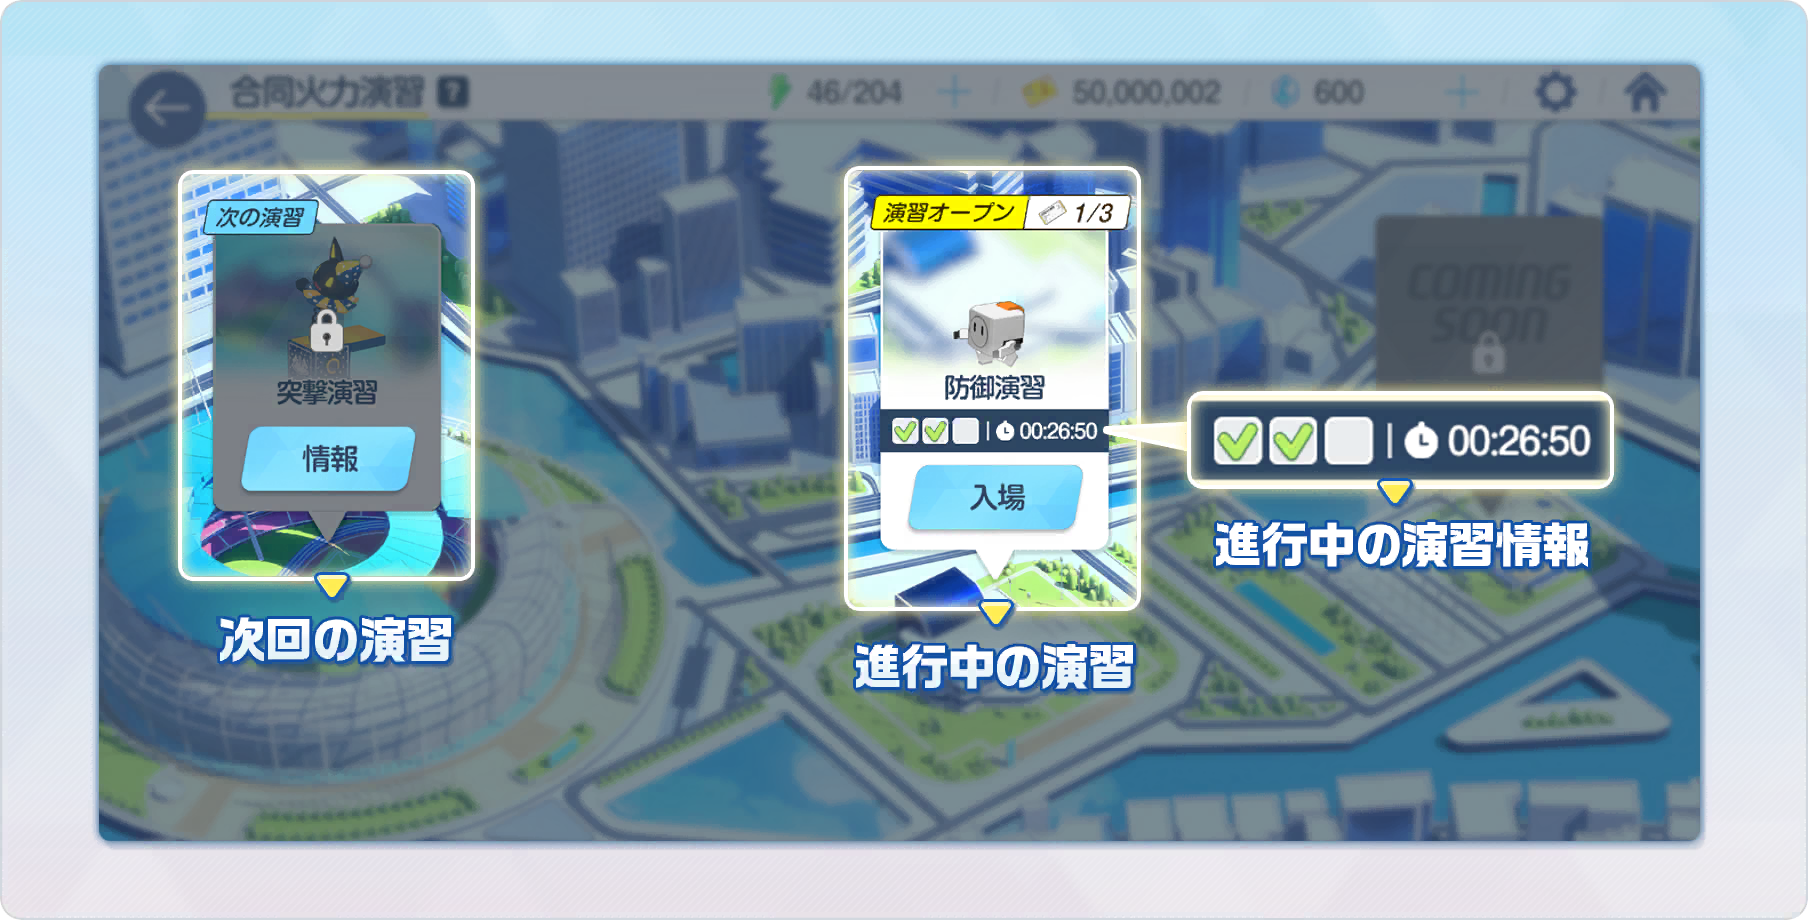 合同火力演習 ?
46/204
50,000,002
600
次の演習
突撃演習
情報
次回の演習
演習オープン 1/3
防御演習
00:26:50
入場
進行中の演習
COMING
SOON
00:26:50
進行中の演習情報